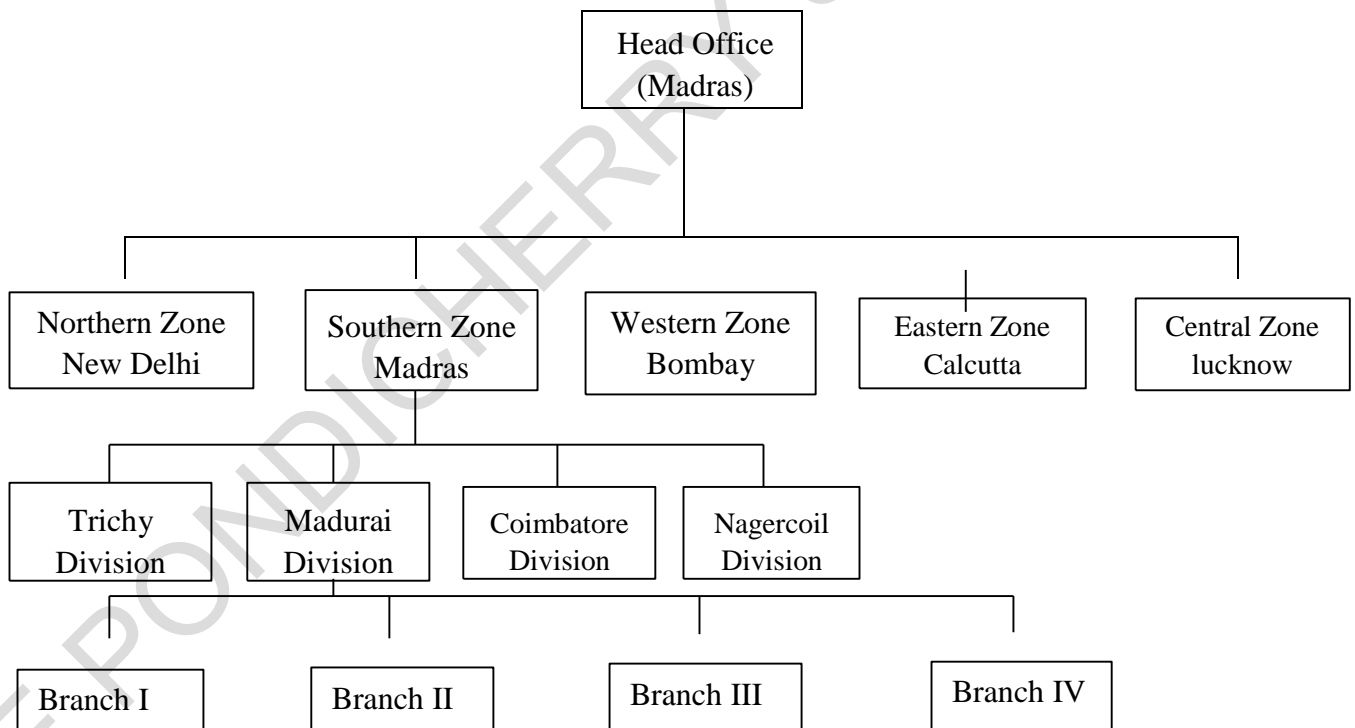 Head Office
(Madras)
Northern Zone
New Delhi
Southern Zone
Madras
Western Zone
Bombay
Eastern Zone
Calcutta
Central Zone
lucknow
Trichy
Division
Madurai
Division
Coimbatore
Division
Nagercoil
Division
Branch I
Branch II
Branch III
Branch IV
PONDICHERRY